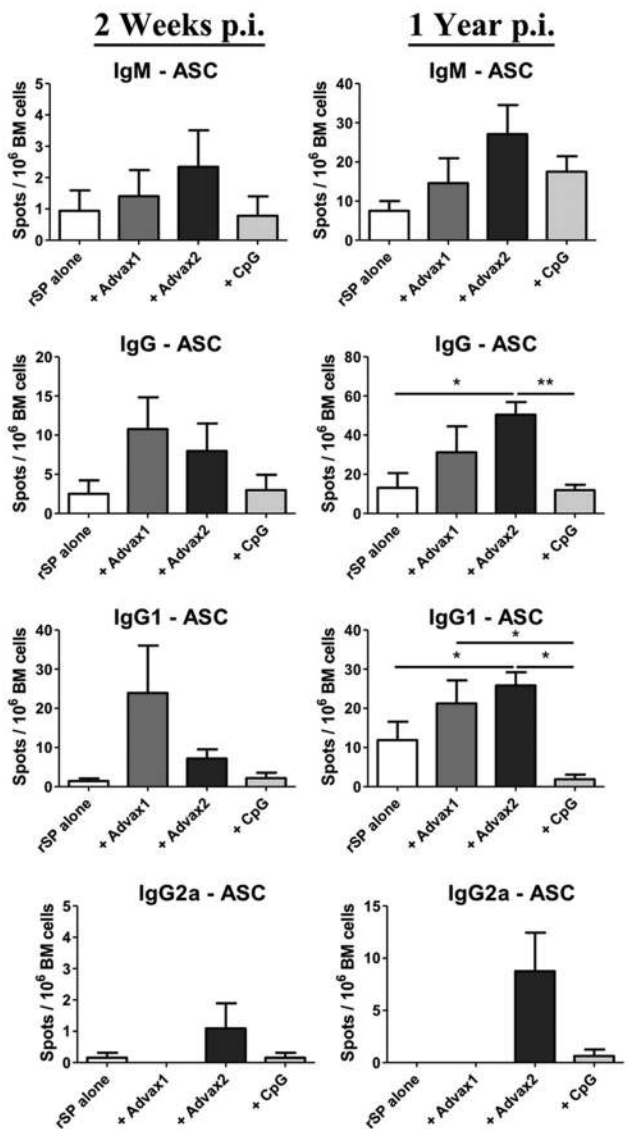 2 Weeks p.i.
1 Year p.i.
IgM - ASC
Spots / 10⁶ BM cells
5
4
3
2
1
0
rSP alone
+ Advax1
+ Advax2
+ CpG
IgM - ASC
Spots / 10⁶ BM cells
40
30
20
10
0
rSP alone
+ Advax1
+ Advax2
+ CpG
IgG - ASC
Spots / 10⁶ BM cells
20
15
10
5
0
rSP alone
+ Advax1
+ Advax2
+ CpG
IgG - ASC
Spots / 10⁶ BM cells
80
60
40
20
0
*
**
rSP alone
+ Advax1
+ Advax2
+ CpG
IgG1 - ASC
Spots / 10⁶ BM cells
40
30
20
10
0
rSP alone
+ Advax1
+ Advax2
+ CpG
IgG1 - ASC
Spots / 10⁶ BM cells
40
30
20
10
0
*
*
*
rSP alone
+ Advax1
+ Advax2
+ CpG
IgG2a - ASC
Spots / 10⁶ BM cells
5
4
3
2
1
0
rSP alone
+ Advax1
+ Advax2
+ CpG
IgG2a - ASC
Spots / 10⁶ BM cells
15
10
5
0
rSP alone
+ Advax1
+ Advax2
+ CpG